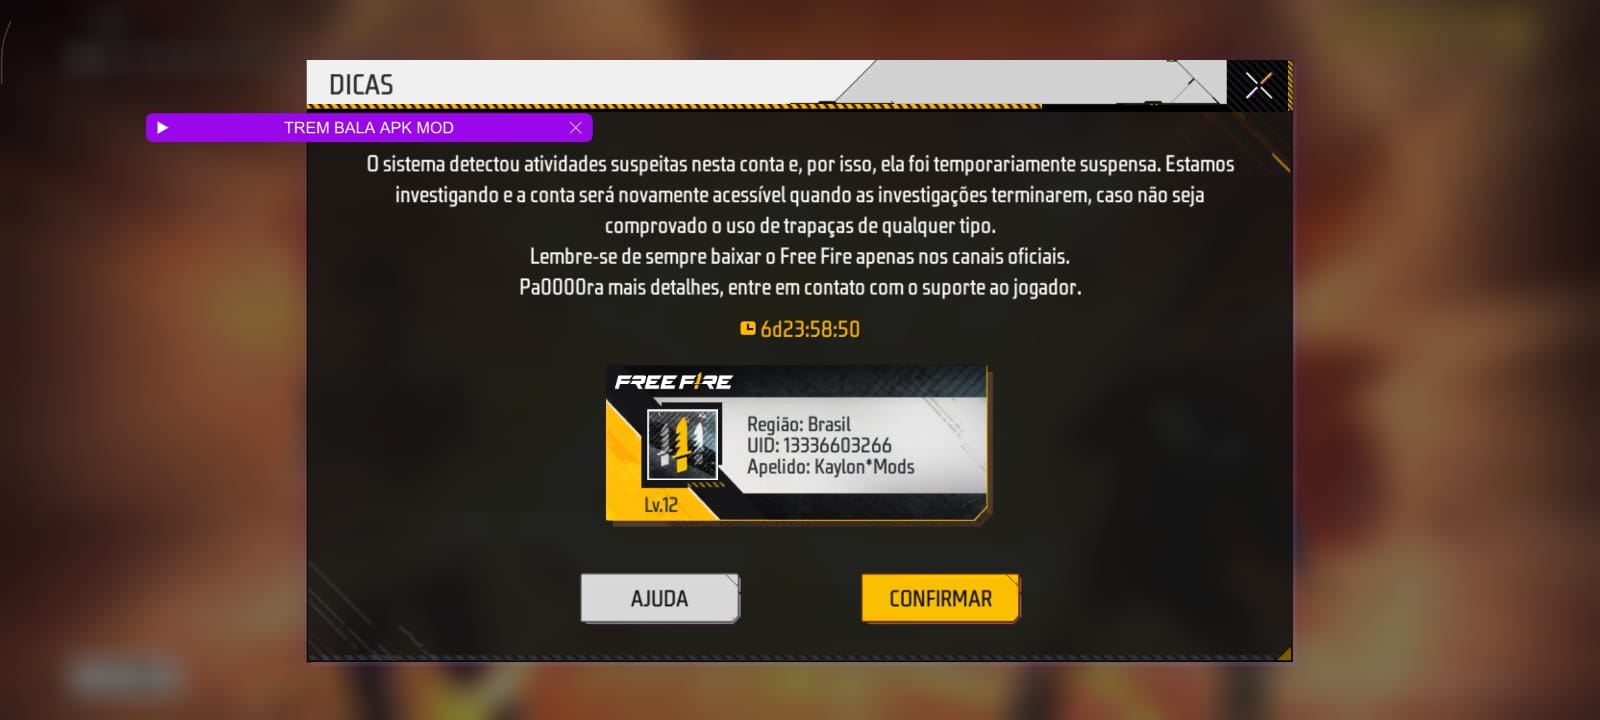 DICAS
TREM BALA APK MOD
O sistema detectou atividades suspeitas nesta conta e, por isso, ela foi temporariamente suspensa. Estamos
investigando e a conta será novamente acessível quando as investigações terminarem, caso não seja
comprovado o uso de trapaças de qualquer tipo.
Lembre-se de sempre baixar o Free Fire apenas nos canais oficiais.
Pa0000ra mais detalhes, entre em contato com o suporte ao jogador.
6d23:58:50
FREE FIRE
Região: Brasil
UID: 13336603266
Apelido: Kaylon*Mods
Lv.12
AJUDA
CONFIRMAR